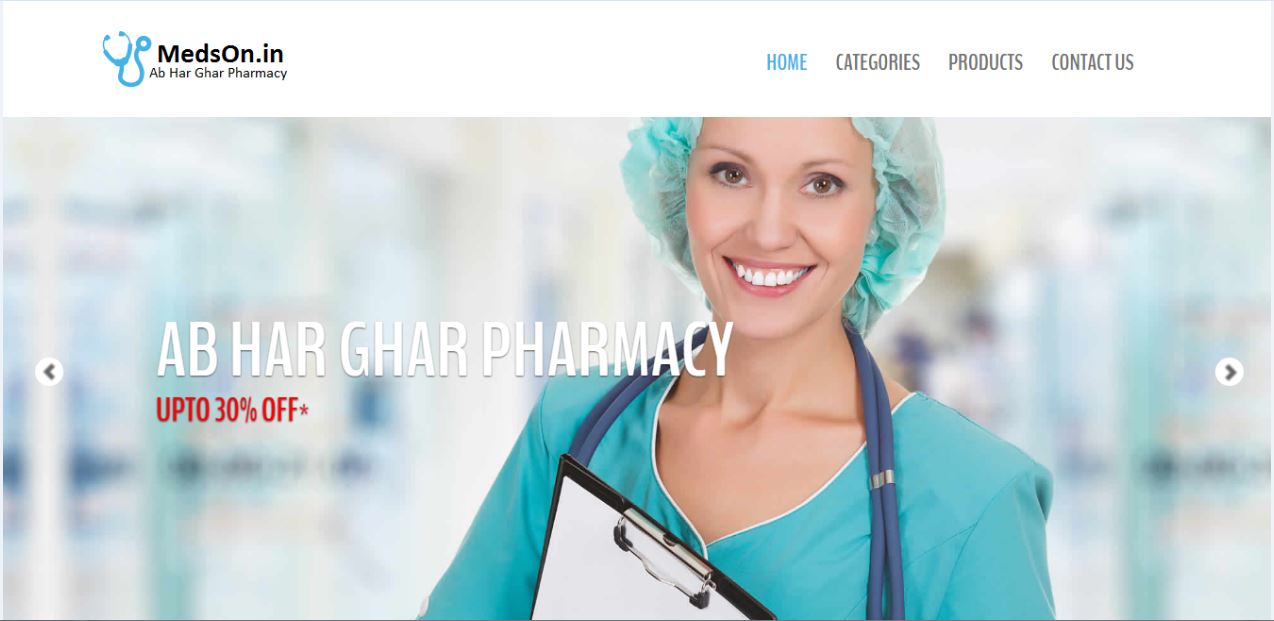 MedsOn.in
Ab Har Ghar Pharmacy
HOME CATEGORIES PRODUCTS CONTACT US
AB HAR GHAR PHARMACY
UPTO 30% OFF*